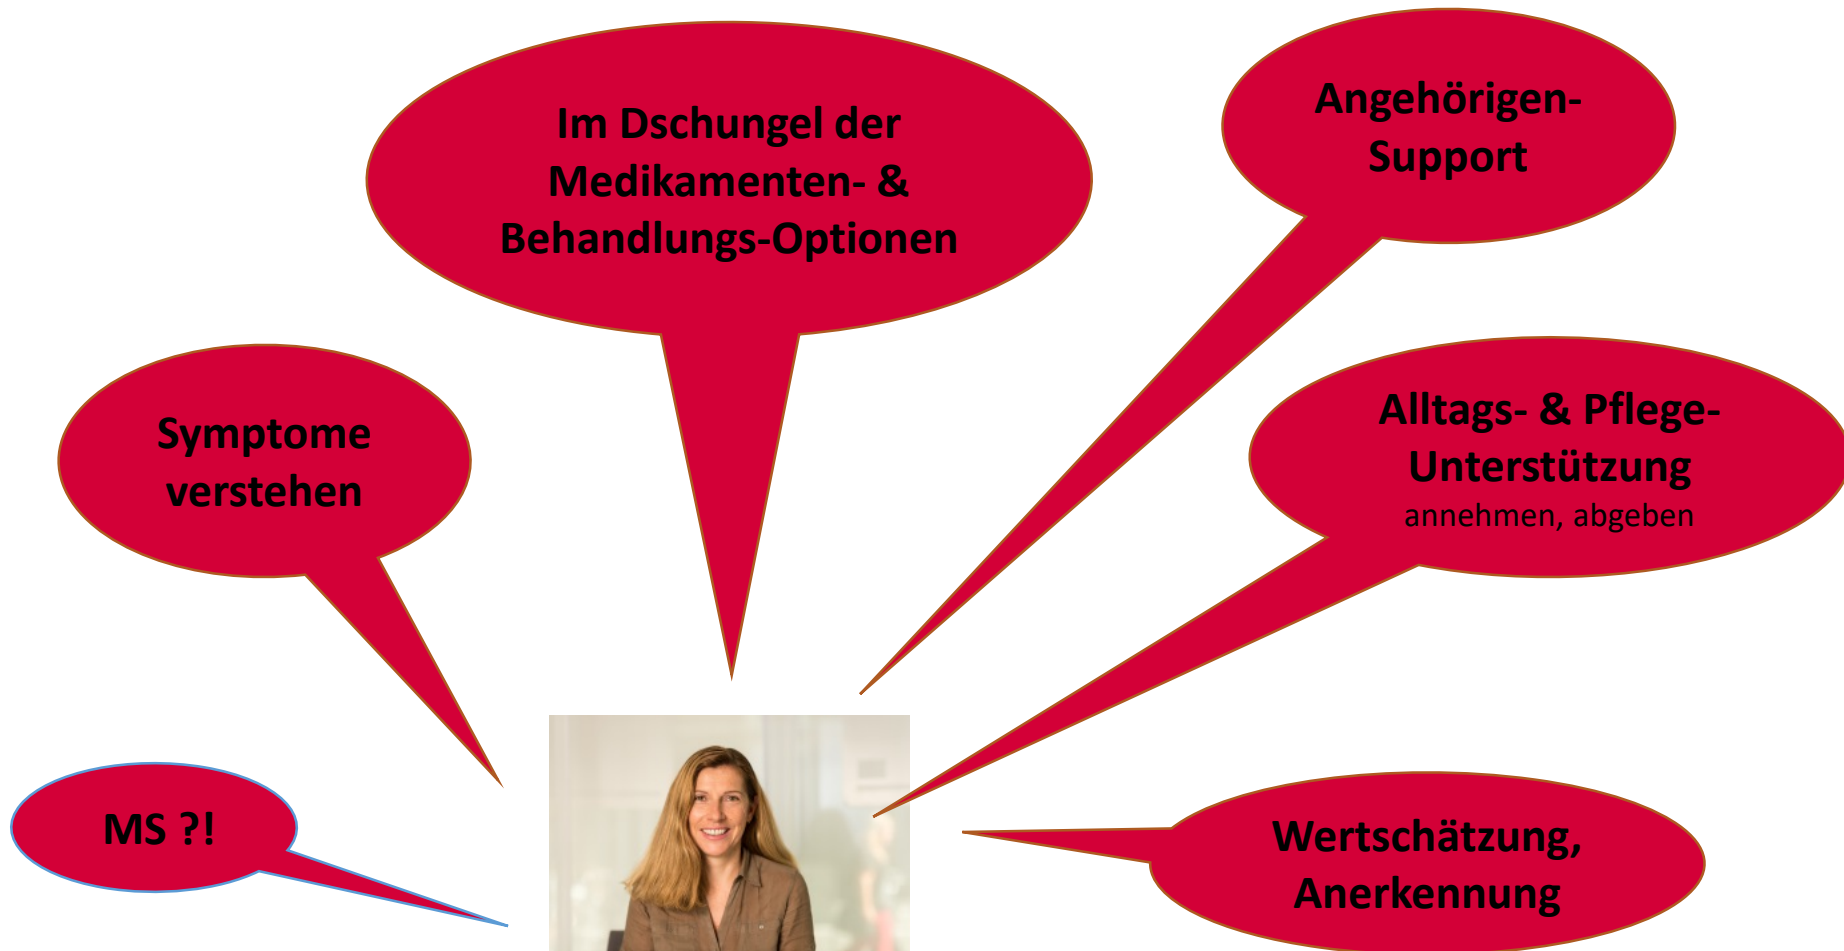 Im Dschungel der
Medikamenten- &
Behandlungs-Optionen
Angehörigen-
Support
Symptome
verstehen
Alltags- & Pflege-
Unterstützung
annehmen, abgeben
MS ?!
Wertschätzung,
Anerkennung